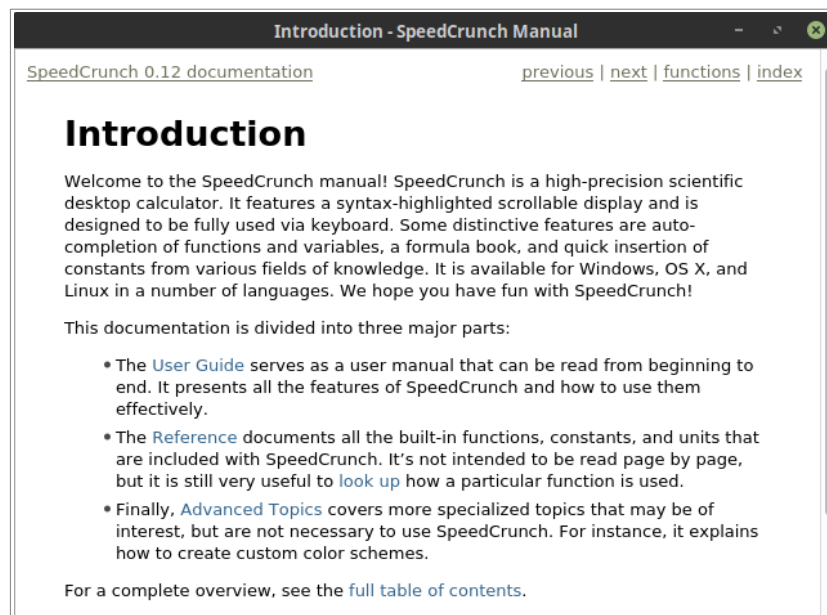 Introduction - SpeedCrunch Manual
SpeedCrunch 0.12 documentation
previous | next | functions | index
Introduction
Welcome to the SpeedCrunch manual! SpeedCrunch is a high-precision scientific
desktop calculator. It features a syntax-highlighted scrollable display and is
designed to be fully used via keyboard. Some distinctive features are auto-
completion of functions and variables, a formula book, and quick insertion of
constants from various fields of knowledge. It is available for Windows, OS X, and
Linux in a number of languages. We hope you have fun with SpeedCrunch!
This documentation is divided into three major parts:
• The User Guide serves as a user manual that can be read from beginning to
end. It presents all the features of SpeedCrunch and how to use them
effectively.
• The Reference documents all the built-in functions, constants, and units that
are included with SpeedCrunch. It’s not intended to be read page by page,
but it is still very useful to look up how a particular function is used.
• Finally, Advanced Topics covers more specialized topics that may be of
interest, but are not necessary to use SpeedCrunch. For instance, it explains
how to create custom color schemes.
For a complete overview, see the full table of contents.